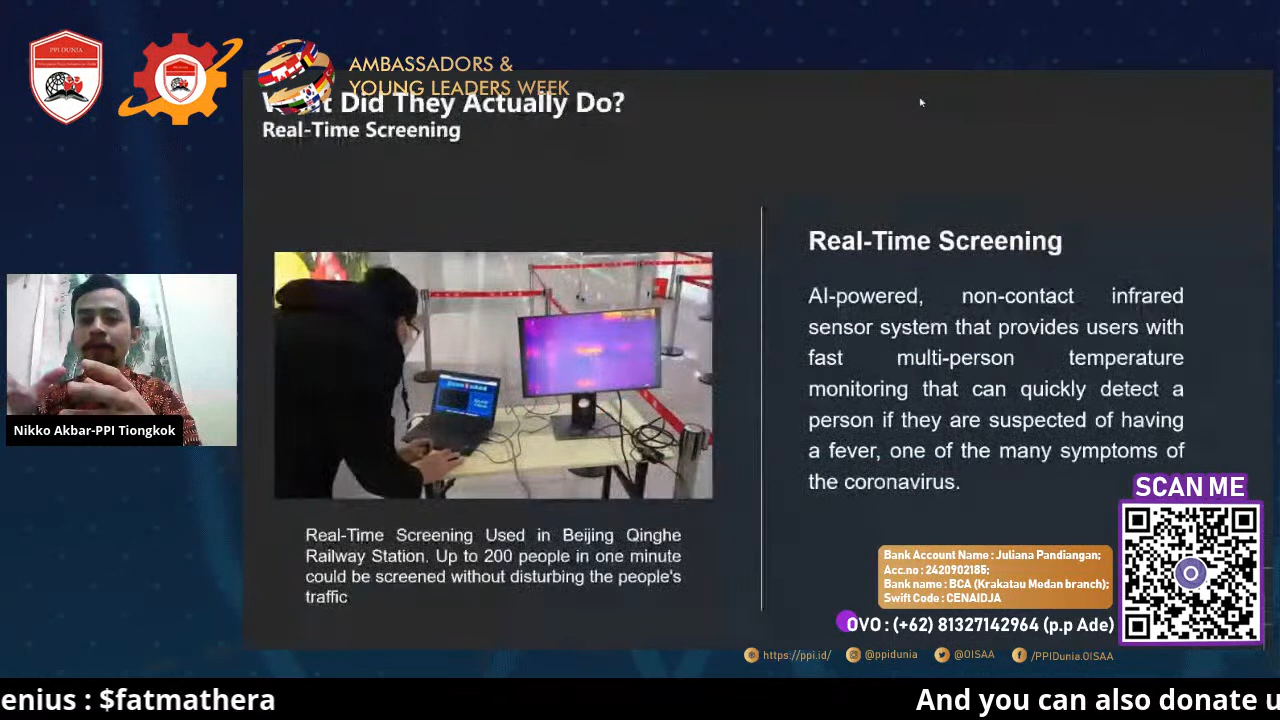 PPI DUNIA
AMBASSADORS &
YOUNG LEADERS WEEK
Did They Actually Do?
Real-Time Screening
Real-Time Screening
AI-powered, non-contact infrared
sensor system that provides users with
fast multi-person temperature
monitoring that can quickly detect a
person if they are suspected of having
a fever, one of the many symptoms of
the coronavirus.
Nikko Akbar-PPI Tiongkok
Real-Time Screening Used in Beijing Qinghe
Railway Station. Up to 200 people in one minute
could be screened without disturbing the people's
traffic
SCAN ME
Bank Account Name : Juliana Pandiangan;
Acc.no : 2420902185;
Bank name : BCA (Krakatau Medan branch);
Swift Code : CENAIDJA
OVO : (+62) 81327142964 (p.p Ade)
https://ppi.id/ @ppidunia @OISAA /PPIDunia.OISAA
enius : $fatmathera And you can also donate u